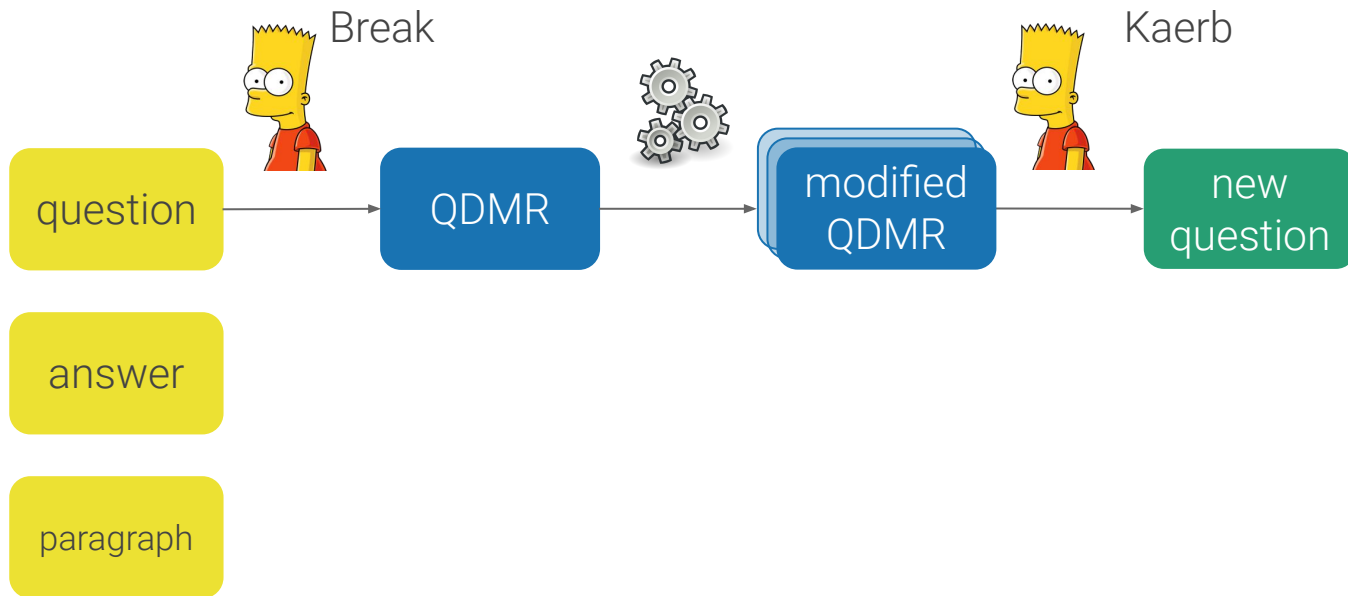 Break
Kaerb
question
QDMR
modified
QDMR
new
question
answer
paragraph